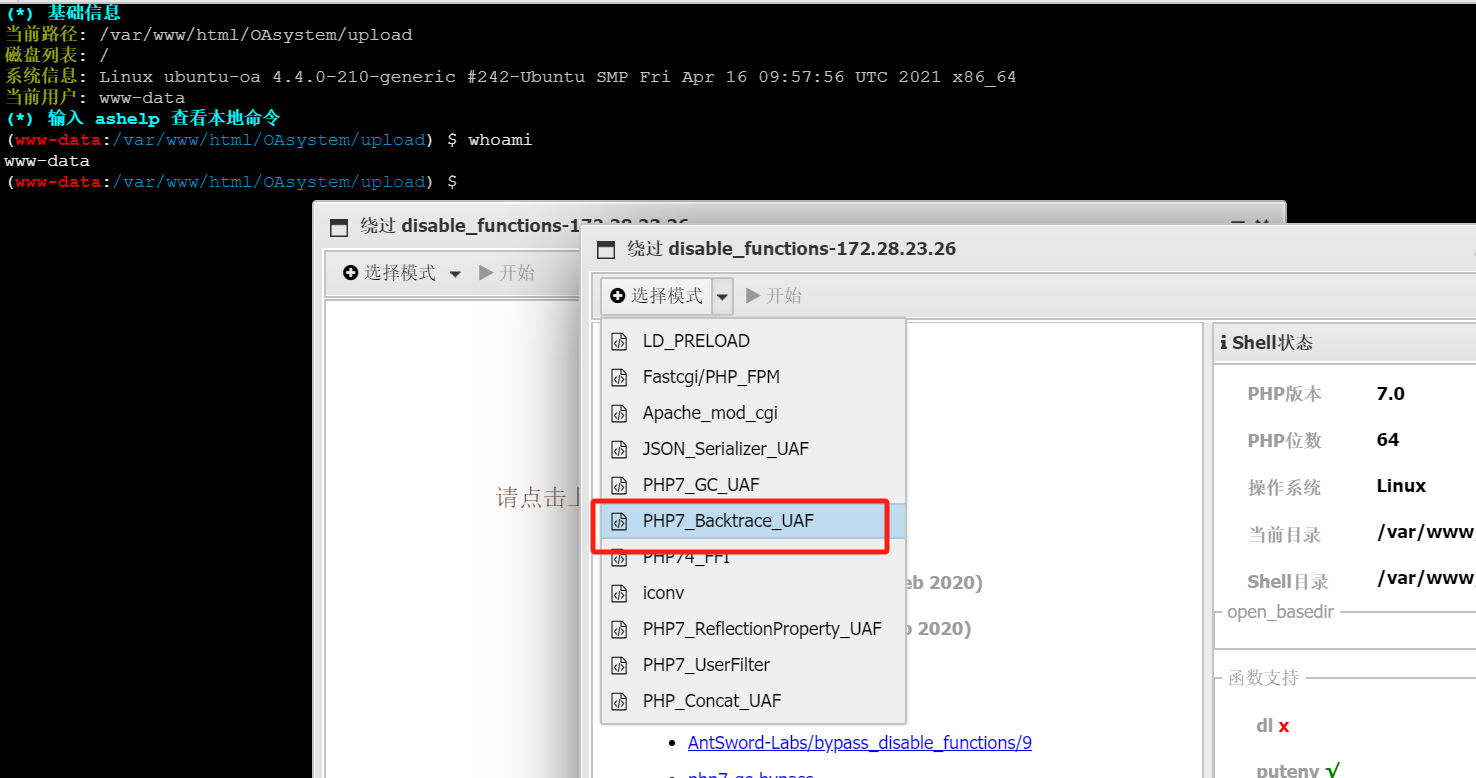 (*) 基础信息
当前路径: /var/www/html/OAsystem/upload
磁盘列表: /
系统信息: Linux ubuntu-oa 4.4.0-210-generic #242-Ubuntu SMP Fri Apr 16 09:57:56 UTC 2021 x86_64
当前用户: www-data
(*) 输入 ashelp 查看本地命令
(www-data:/var/www/html/OAsystem/upload) $ whoami
www-data
(www-data:/var/www/html/OAsystem/upload) $
绕过 disable_functions-172.28.23.26
选择模式 开始
请点击
绕过 disable_functions-172.28.23.26
选择模式 开始
LD_PRELOAD
Fastcgi/PHP_FPM
Apache_mod_cgi
JSON_Serializer_UAF
PHP7_GC_UAF
PHP7_Backtrace_UAF
PHP74_FFI
iconv
PHP7_ReflectionProperty_UAF
PHP7_UserFilter
PHP_Concat_UAF
eb 2020)
2020)
AntSword-Labs/bypass_disable_functions/9
php7-gc-bypass
Shell状态
PHP版本 7.0
PHP位数 64
操作系统 Linux
当前目录 /var/www
Shell目录 /var/www
open_basedir
函数支持
dl x
putenv √